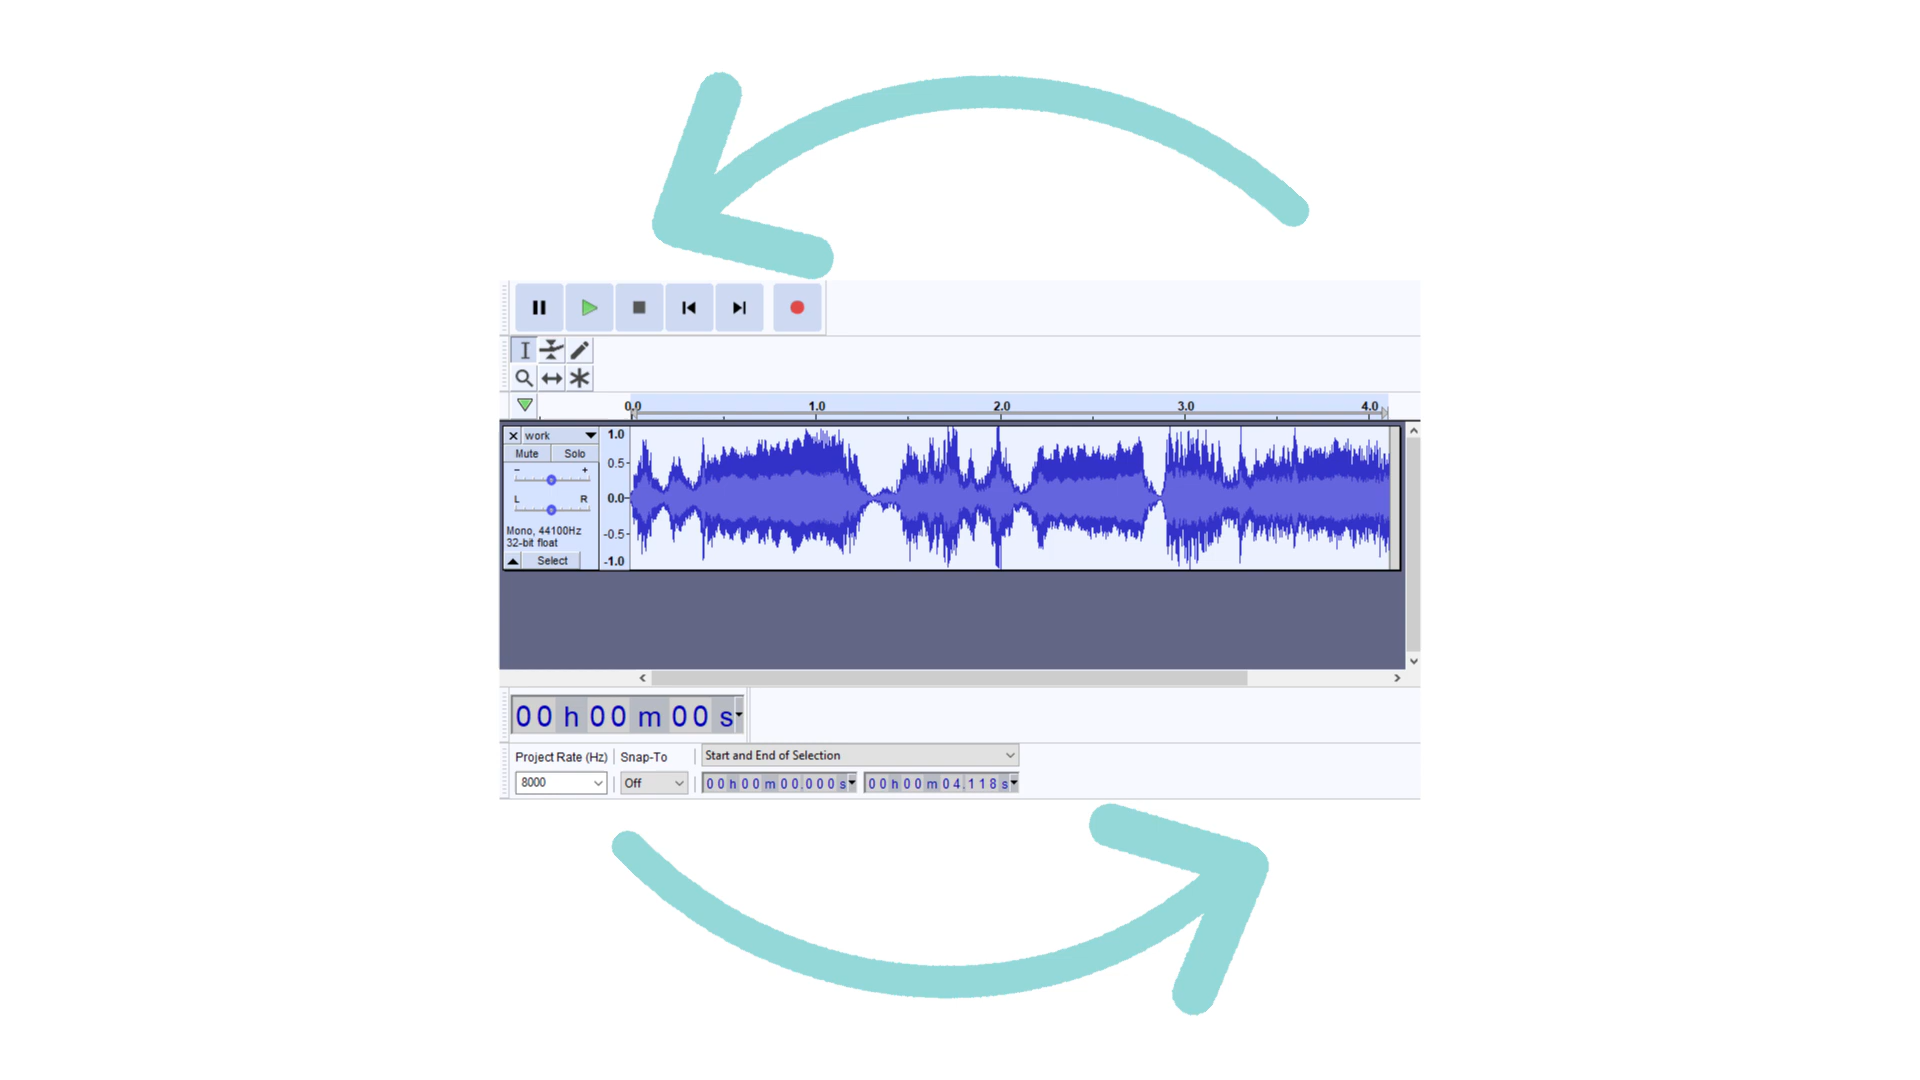 0.0 1.0 2.0 3.0 4.0
work
Mute Solo
- +
L R
Mono, 44100Hz
32-bit float
Select
1.0
0.5-
0.0-
-0.5-
-1.0
00 h 00 m 00 s
Project Rate (Hz) Snap-To Start and End of Selection
8000 Off 00 h 00 m 00.000 s 00 h 00 m 04.118 s